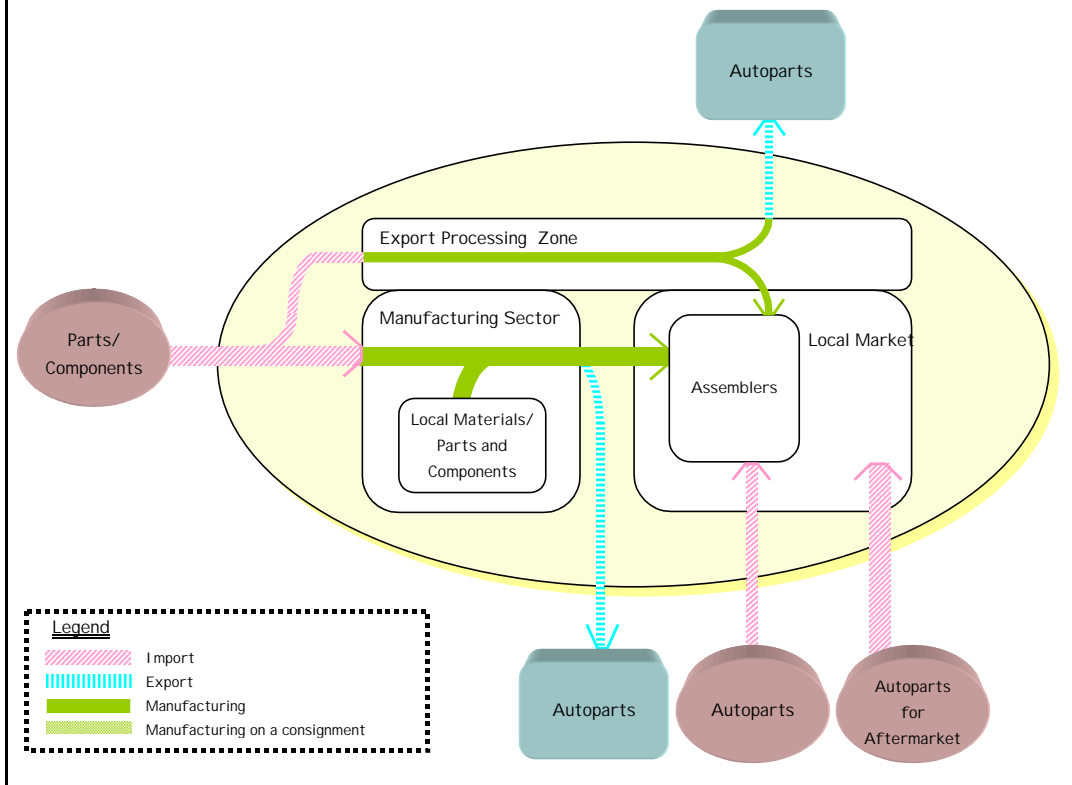 Autoparts
Export Processing Zone
Manufacturing Sector
Local Market
Parts/
Components
Assemblers
Local Materials/
Parts and
Components
Legend
Import
Export
Manufacturing
Manufacturing on a consignment
Autoparts
Autoparts
Autoparts
for
Aftermarket